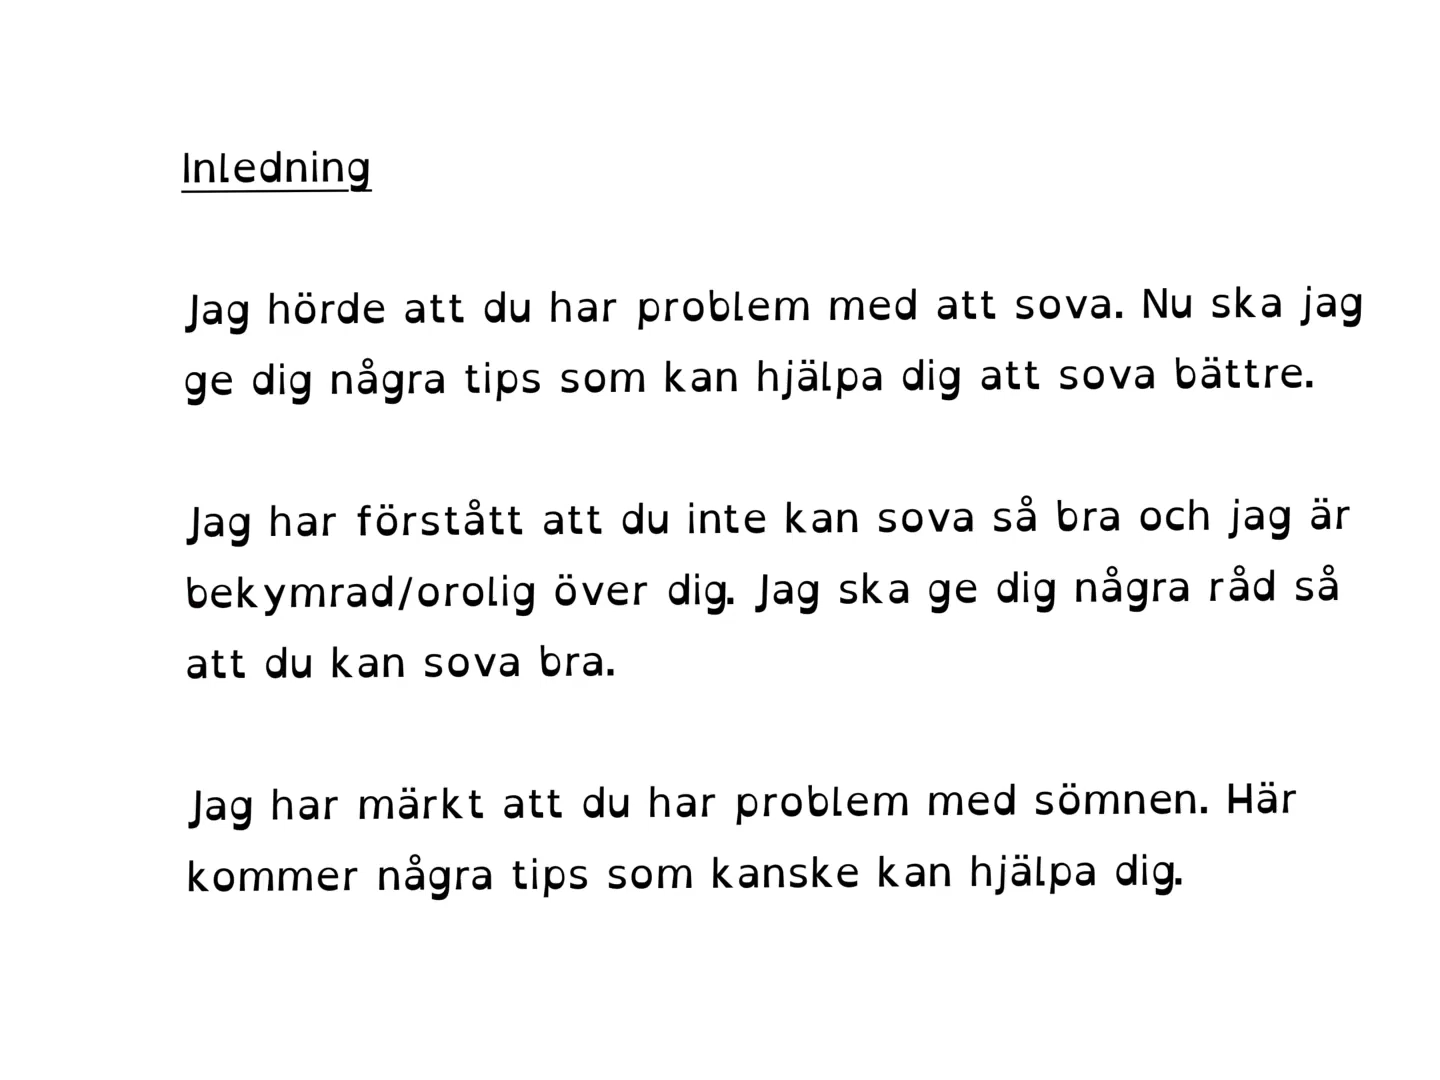 Inledning
Jag hörde att du har problem med att sova. Nu ska jag
ge dig några tips som kan hjälpa dig att sova bättre.
Jag har förstått att du inte kan sova så bra och jag är
bekymrad/orolig över dig. Jag ska ge dig några råd så
att du kan sova bra.
Jag har märkt att du har problem med sömnen. Här
kommer några tips som kanske kan hjälpa dig.